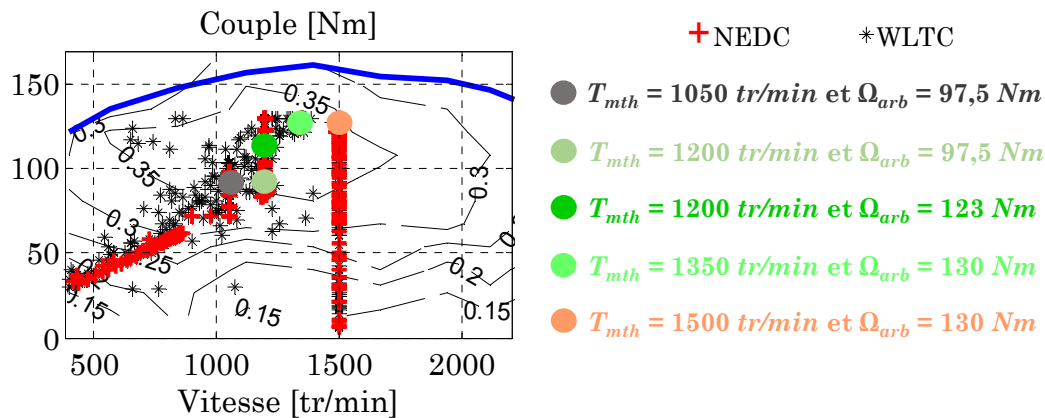 Couple [Nm]
NEDC
WLTC
150
100
50
0
0.3
0.35
0.35
0.3
0.25
0.15
0.15
0.3
0.2
0.15
500
1000
1500
2000
Vitesse [tr/min]
T_mth = 1050 tr/min et Ω_arb = 97,5 Nm
T_mth = 1200 tr/min et Ω_arb = 97,5 Nm
T_mth = 1200 tr/min et Ω_arb = 123 Nm
T_mth = 1350 tr/min et Ω_arb = 130 Nm
T_mth = 1500 tr/min et Ω_arb = 130 Nm